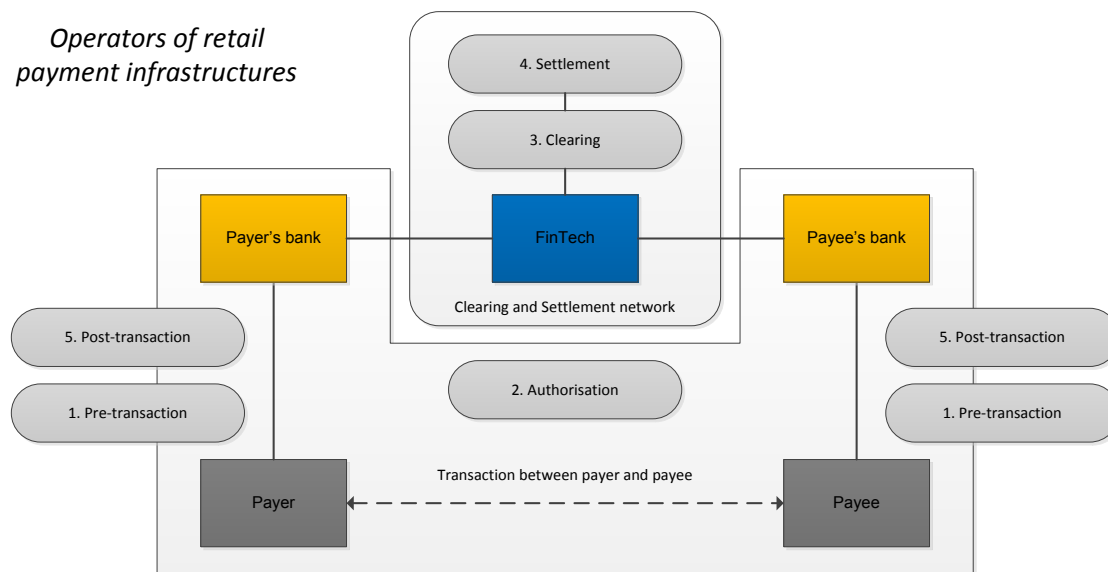 Operators of retail
payment infrastructures
4. Settlement
3. Clearing
Payer's bank
FinTech
Payee's bank
Clearing and Settlement network
5. Post-transaction
5. Post-transaction
2. Authorisation
1. Pre-transaction
1. Pre-transaction
Transaction between payer and payee
Payer
Payee